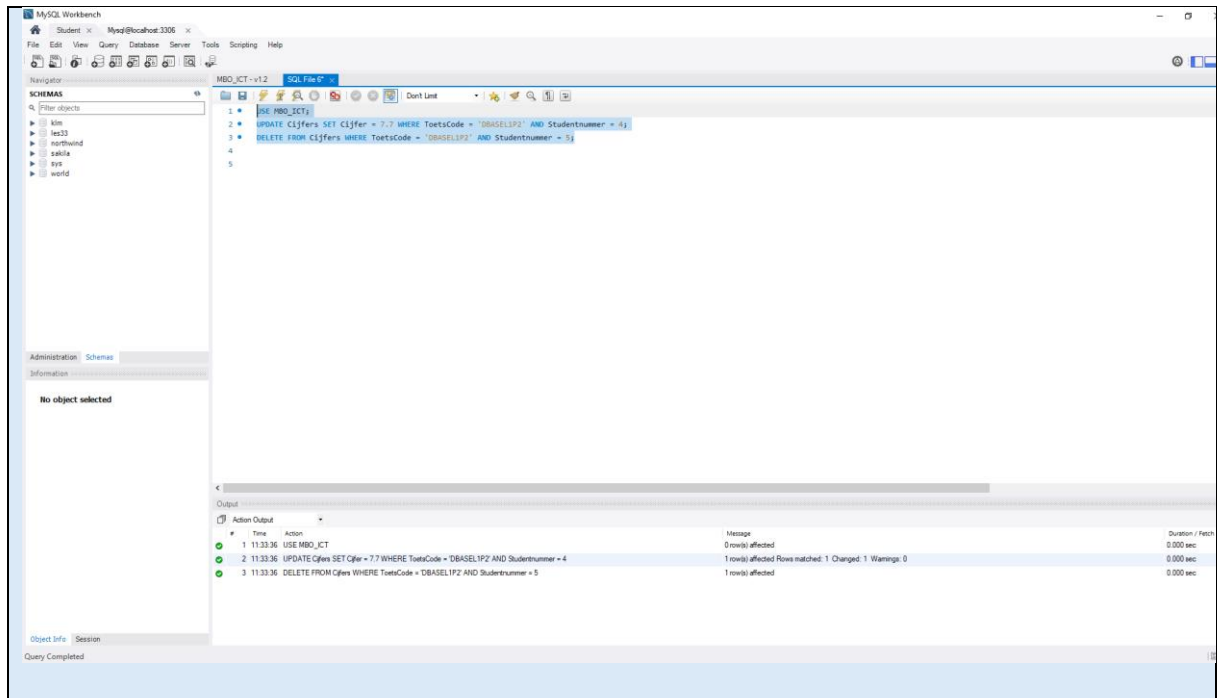 MySQL Workbench
Student × Mysql@localhost:3306 ×
File Edit View Query Database Server Tools Scripting Help
Navigator
SCHEMAS
Filter objects
klm
les33
northwind
sakila
sys
world
Administration Schemas
Information
No object selected
Object Info Session
MBO_ICT - v1.2 SQL File 6* ×
Don't Limit
1 USE MBO_ICT;
2 UPDATE Cijfers SET Cijfer = 7.7 WHERE ToetsCode = 'DBASEL1P2' AND Studentnummer = 4;
3 DELETE FROM Cijfers WHERE ToetsCode = 'DBASEL1P2' AND Studentnummer = 5;
4
5
Output
Action Output
# Time Action Message Duration / Fetch
1 11:33:36 USE MBO_ICT 0 row(s) affected 0.000 sec
2 11:33:36 UPDATE Cijfers SET Cijfer = 7.7 WHERE ToetsCode = 'DBASEL1P2' AND Studentnummer = 4 1 row(s) affected Rows matched: 1 Changed: 1 Warnings: 0 0.000 sec
3 11:33:36 DELETE FROM Cijfers WHERE ToetsCode = 'DBASEL1P2' AND Studentnummer = 5 1 row(s) affected 0.000 sec
Query Completed